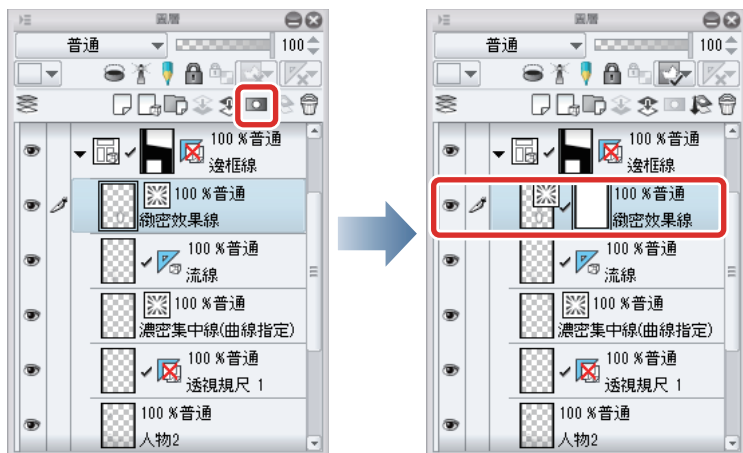 圖層
普通 100
100 %普通
邊框線
100 %普通
緻密效果線
100 %普通
流線
100 %普通
濃密集中線(曲線指定)
100 %普通
透視規尺 1
100 %普通
人物2
圖層
普通 100
100 %普通
邊框線
100 %普通
緻密效果線
100 %普通
流線
100 %普通
濃密集中線(曲線指定)
100 %普通
透視規尺 1
100 %普通
人物2